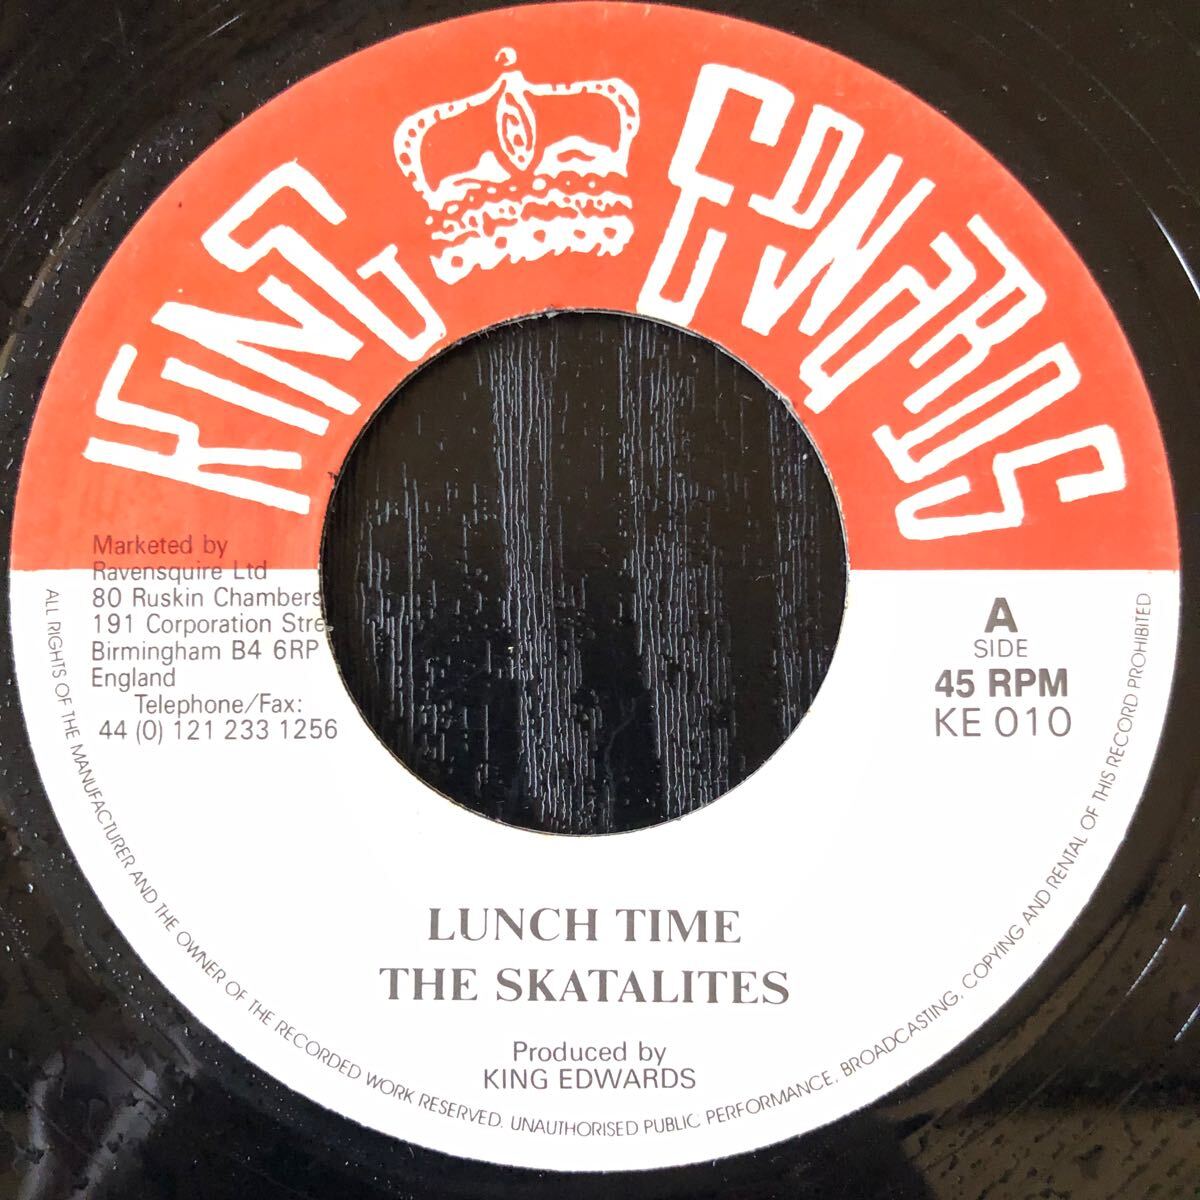 KING EDWARDS
Marketed by
Ravensquire Ltd
80 Ruskin Chambers
191 Corporation Stre
Birmingham B4 6RP
England
Telephone/Fax:
44 (0) 121 233 1256
A
SIDE
45 RPM
KE 010
LUNCH TIME
THE SKATALITES
Produced by
KING EDWARDS
ALL RIGHTS OF THE MANUFACTURER AND THE OWNER OF THE RECORDED WORK RESERVED. UNAUTHORISED PUBLIC PERFORMANCE, BROADCASTING, COPYING AND RENTAL OF THIS RECORD PROHIBITED